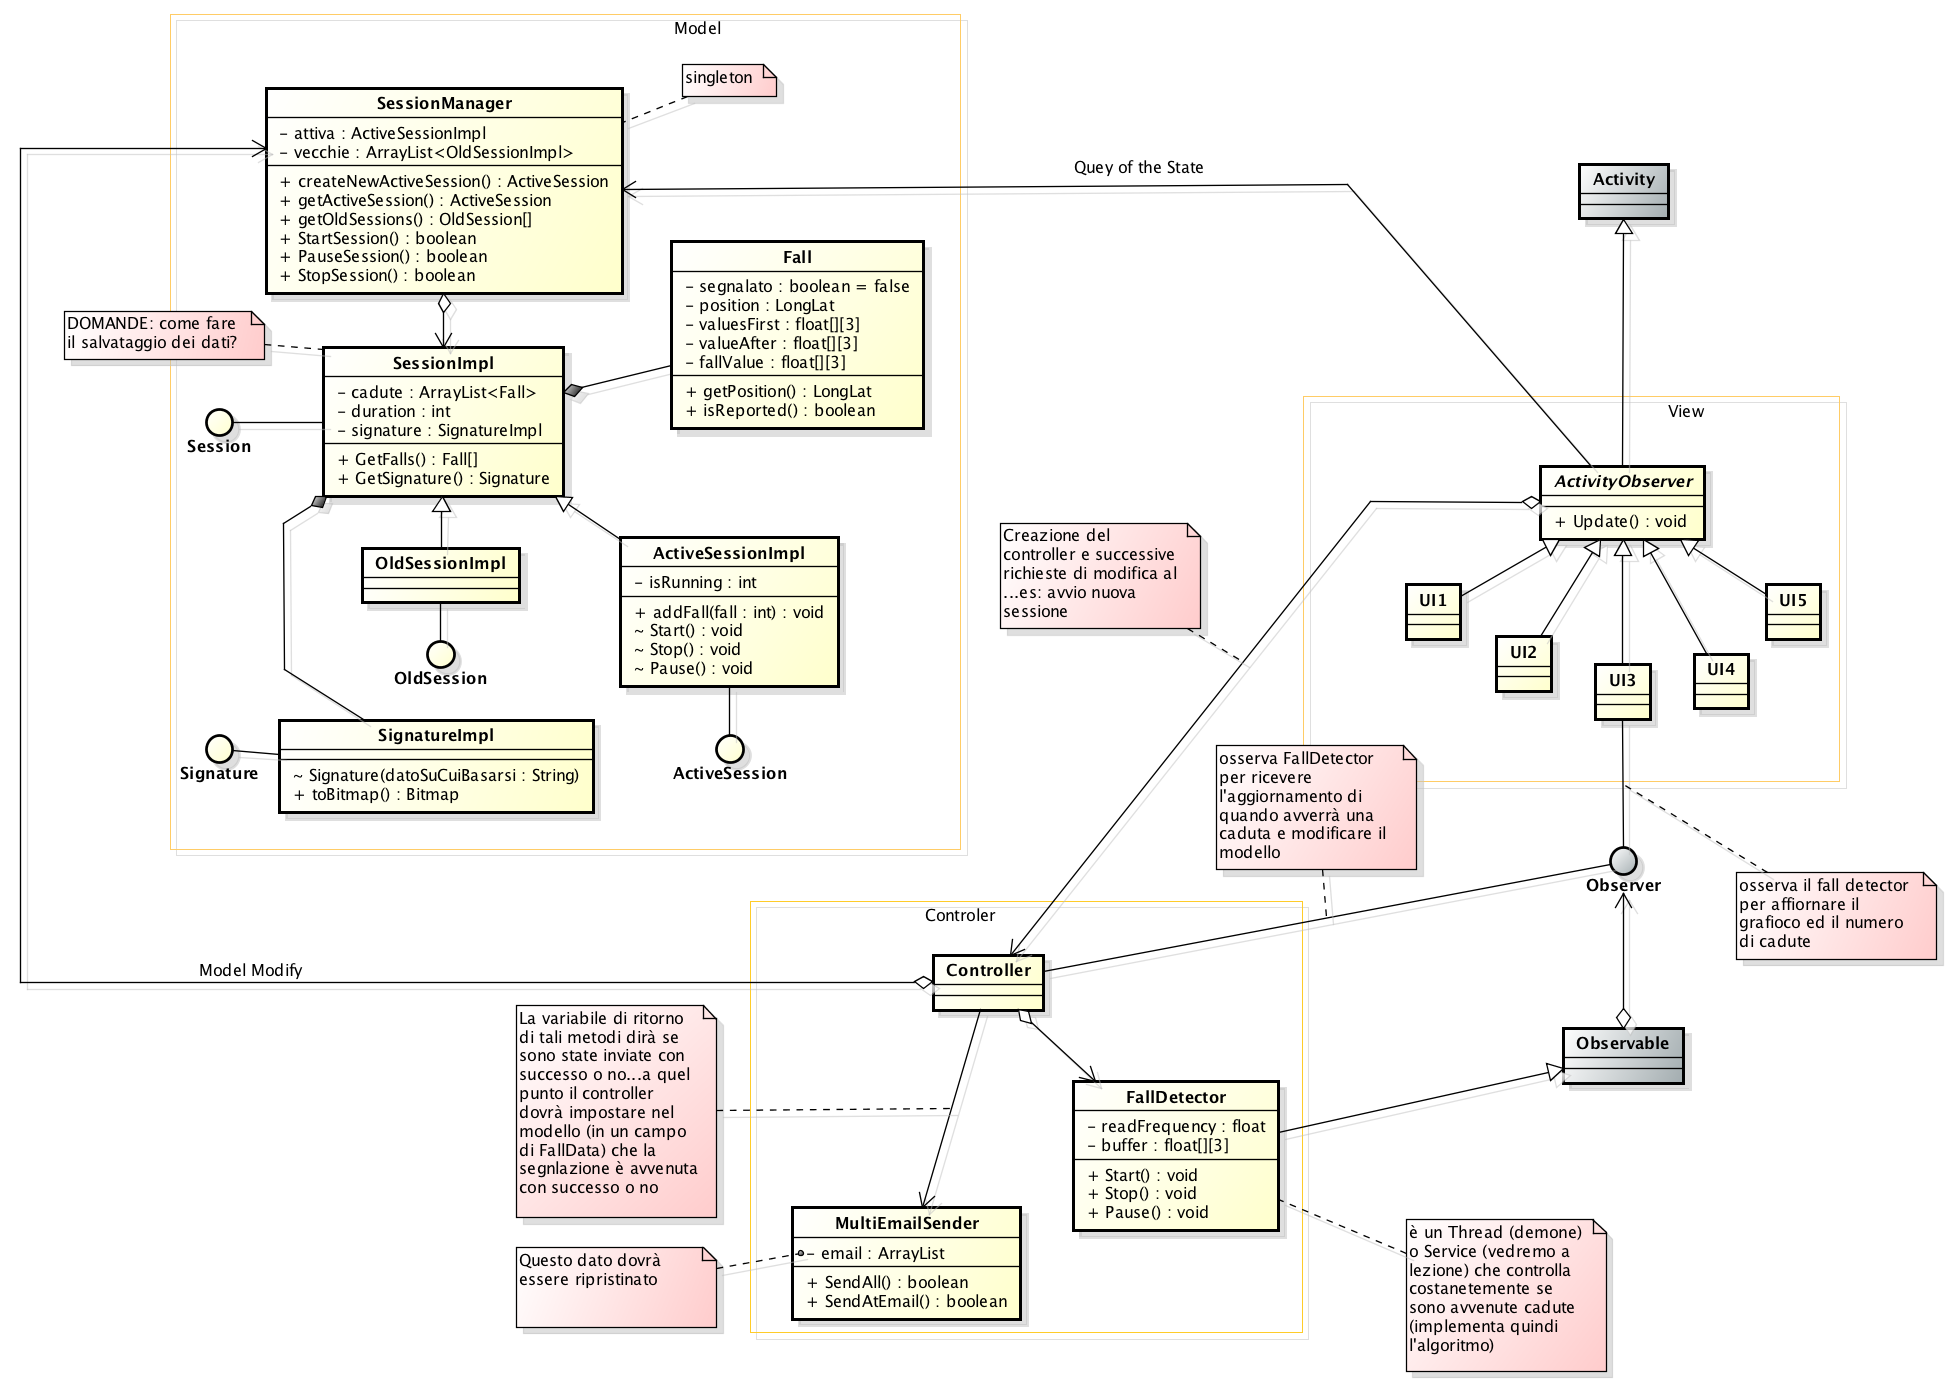 Model
singleton
SessionManager
- attiva : ActiveSessionImpl
- vecchie : ArrayList<OldSessionImpl>
+ createNewActiveSession() : ActiveSession
+ getActiveSession() : ActiveSession
+ getOldSessions() : OldSession[]
+ StartSession() : boolean
+ PauseSession() : boolean
+ StopSession() : boolean
Quey of the State
Activity
Fall
- segnalato : boolean = false
- position : LongLat
- valuesFirst : float[][3]
- valueAfter : float[][3]
- fallValue : float[][3]
+ getPosition() : LongLat
+ isReported() : boolean
DOMANDE: come fare
il salvataggio dei dati?
SessionImpl
- cadute : ArrayList<Fall>
- duration : int
- signature : SignatureImpl
+ GetFalls() : Fall[]
+ GetSignature() : Signature
Session
View
ActivityObserver
+ Update() : void
UI1
UI2
UI3
UI4
UI5
Creazione del
controller e successive
richieste di modifica al
...es: avvio nuova
sessione
OldSessionImpl
OldSession
ActiveSessionImpl
- isRunning : int
+ addFall(fall : int) : void
~ Start() : void
~ Stop() : void
~ Pause() : void
ActiveSession
SignatureImpl
~ Signature(datoSuCuiBasarsi : String)
+ toBitmap() : Bitmap
Signature
osserva FallDetector
per ricevere
l'aggiornamento di
quando avverrà una
caduta e modificare il
modello
Observer
osserva il fall detector
per affiornare il
grafioco ed il numero
di cadute
Controler
Controller
Model Modify
La variabile di ritorno
di tali metodi dirà se
sono state inviate con
successo o no...a quel
punto il controller
dovrà impostare nel
modello (in un campo
di FallData) che la
segnlazione è avvenuta
con successo o no
Observable
FallDetector
- readFrequency : float
- buffer : float[][3]
+ Start() : void
+ Stop() : void
+ Pause() : void
MultiEmailSender
- email : ArrayList
+ SendAll() : boolean
+ SendAtEmail() : boolean
Questo dato dovrà
essere ripristinato
è un Thread (demone)
o Service (vedremo a
lezione) che controlla
costanetemente se
sono avvenute cadute
(implementa quindi
l'algoritmo)